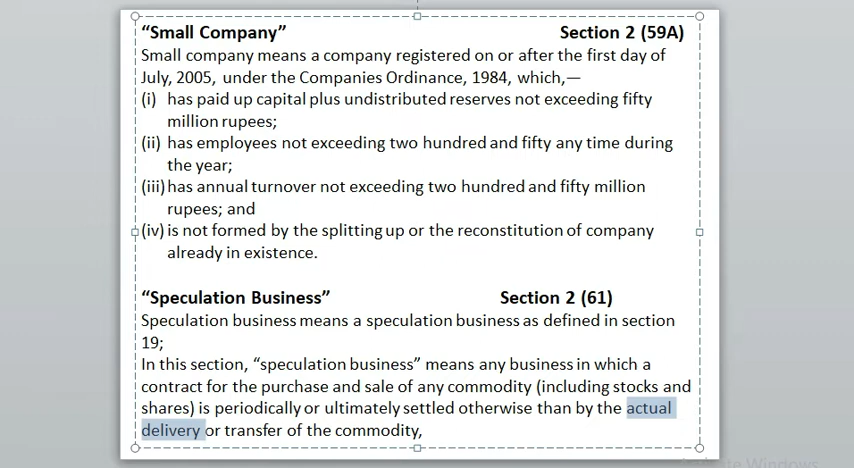 “Small Company” Section 2 (59A)
Small company means a company registered on or after the first day of
July, 2005, under the Companies Ordinance, 1984, which,—
(i) has paid up capital plus undistributed reserves not exceeding fifty
million rupees;
(ii) has employees not exceeding two hundred and fifty any time during
the year;
(iii) has annual turnover not exceeding two hundred and fifty million
rupees; and
(iv) is not formed by the splitting up or the reconstitution of company
already in existence.
“Speculation Business” Section 2 (61)
Speculation business means a speculation business as defined in section
19;
In this section, “speculation business” means any business in which a
contract for the purchase and sale of any commodity (including stocks and
shares) is periodically or ultimately settled otherwise than by the actual
delivery or transfer of the commodity,
Windows